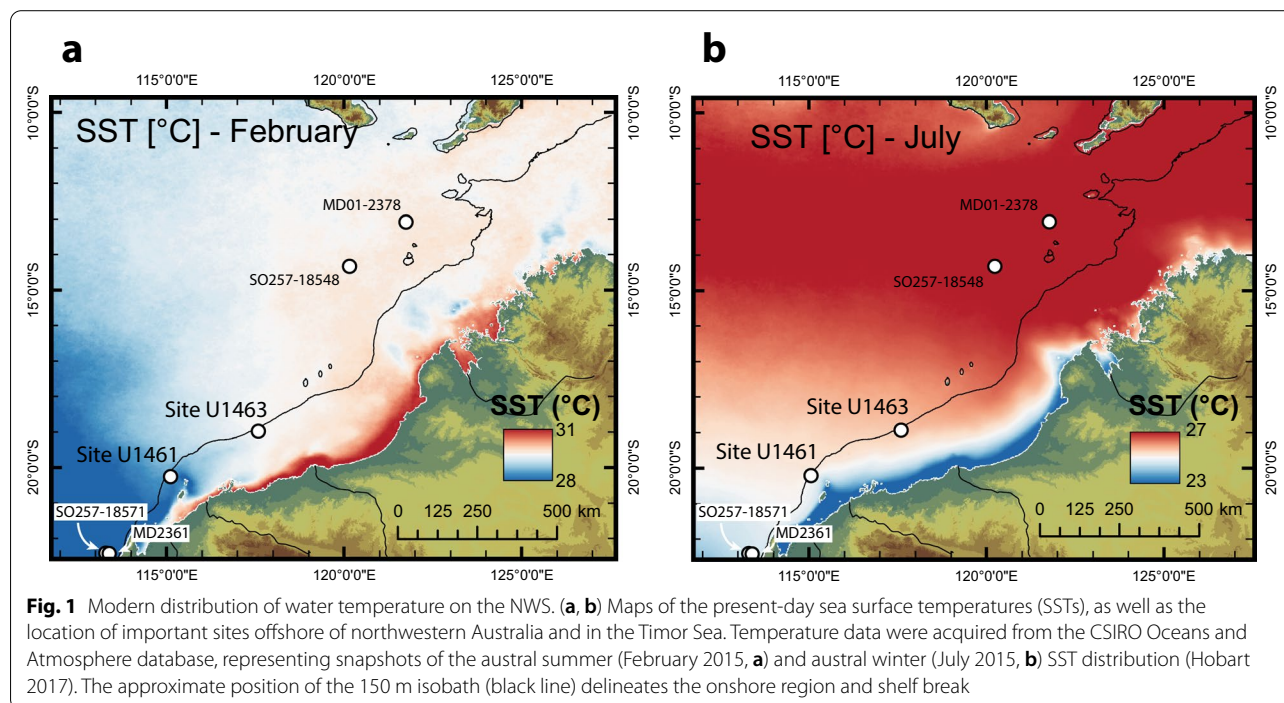 a
115°0'0"E 120°0'0"E 125°0'0"E
10°0'0"S
15°0'0"S
20°0'0"S
SST [°C] - February
MD01-2378
SO257-18548
Site U1463
Site U1461
SO257-18571
MD2361
SST (°C)
31
28
0 125 250 500 km
10°0'0"S
15°0'0"S
20°0'0"S
115°0'0"E 120°0'0"E 125°0'0"E
b
115°0'0"E 120°0'0"E 125°0'0"E
10°0'0"S
15°0'0"S
20°0'0"S
SST [°C] - July
MD01-2378
SO257-18548
Site U1463
Site U1461
SO257-18571
MD2361
SST (°C)
27
23
0 125 250 500 km
10°0'0"S
15°0'0"S
20°0'0"S
115°0'0"E 120°0'0"E 125°0'0"E
Fig. 1 Modern distribution of water temperature on the NWS. (a, b) Maps of the present-day sea surface temperatures (SSTs), as well as the
location of important sites offshore of northwestern Australia and in the Timor Sea. Temperature data were acquired from the CSIRO Oceans and
Atmosphere database, representing snapshots of the austral summer (February 2015, a) and austral winter (July 2015, b) SST distribution (Hobart
2017). The approximate position of the 150 m isobath (black line) delineates the onshore region and shelf break